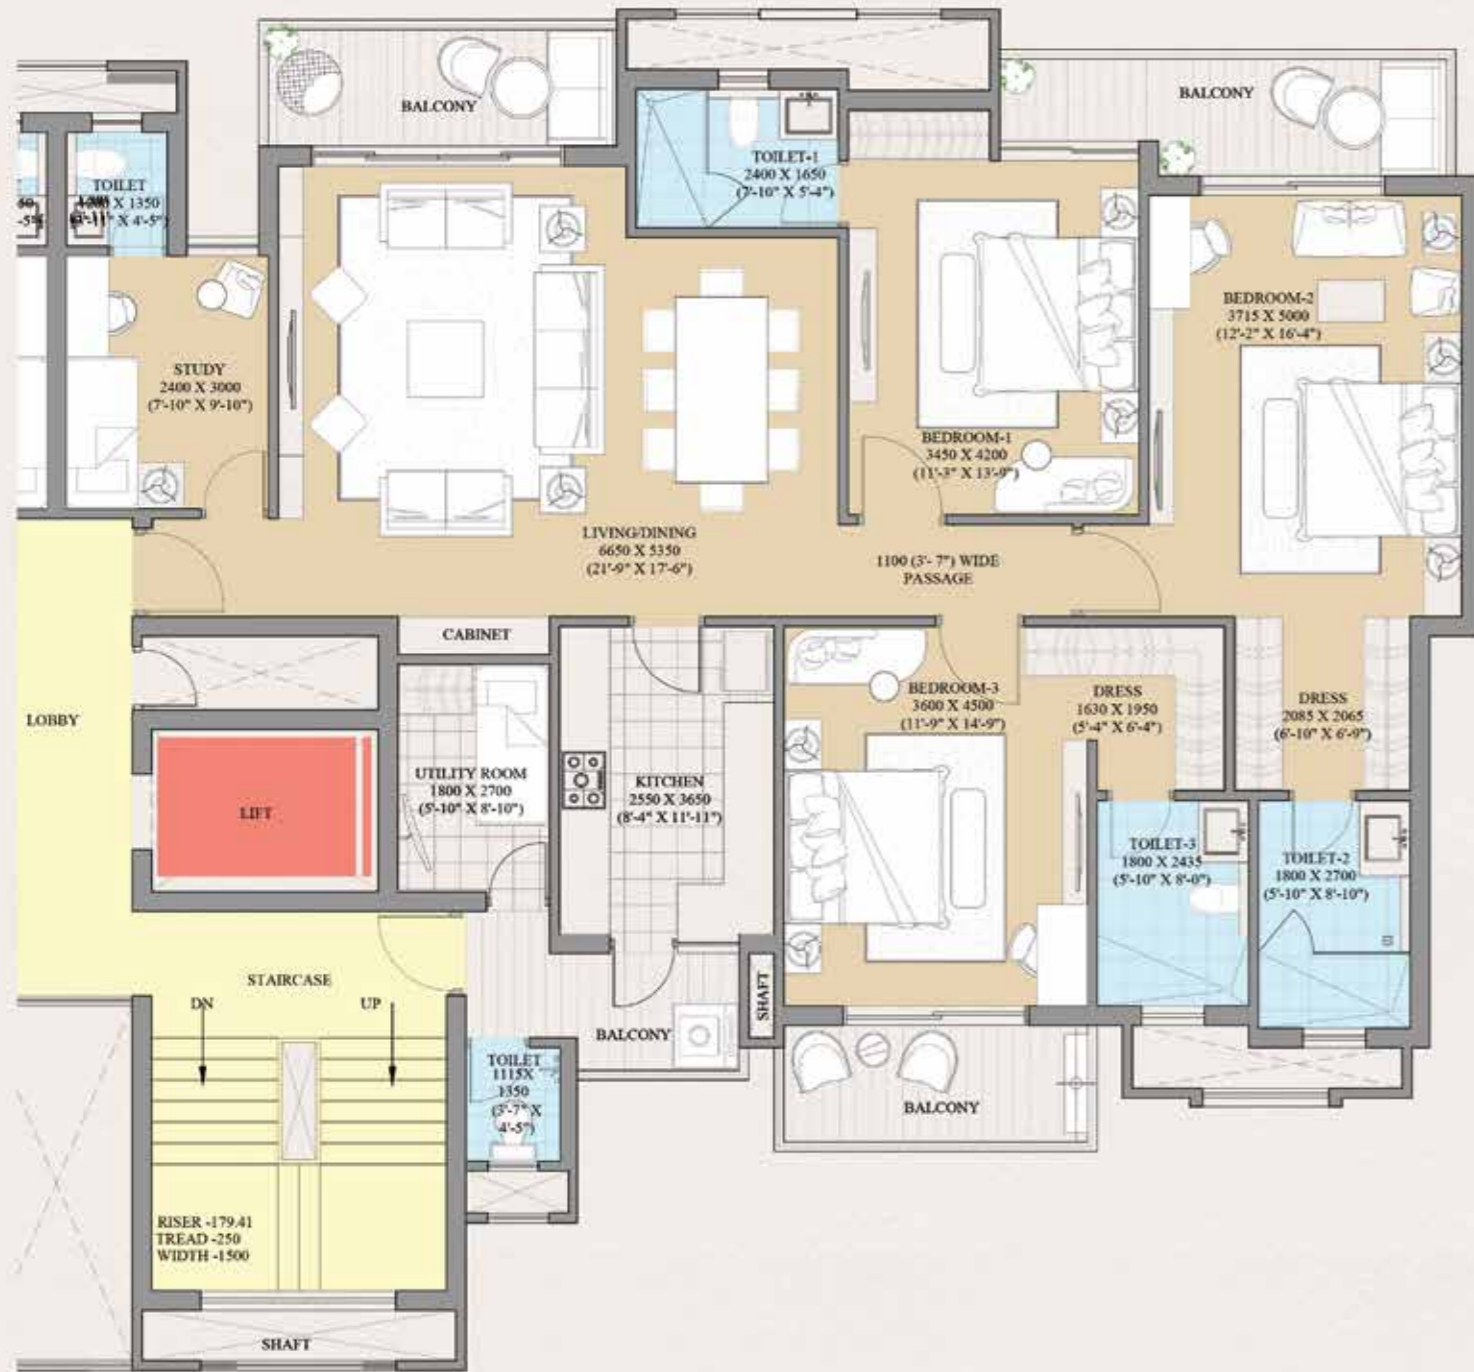 BALCONY
BALCONY
TOILET-1
2400 X 1650
(7'-10" X 5'-4")
TOILET
X 1350
X 4'-5")
STUDY
2400 X 3000
(7'-10" X 9'-10")
BEDROOM-2
3715 X 5000
(12'-2" X 16'-4")
BEDROOM-1
3450 X 4200
(11'-3" X 13'-9")
LIVING/DINING
6650 X 5350
(21'-9" X 17'-6")
1100 (3'- 7") WIDE
PASSAGE
CABINET
LOBBY
LIFT
UTILITY ROOM
1800 X 2700
(5'-10" X 8'-10")
KITCHEN
2550 X 3650
(8'-4" X 11'-11")
BEDROOM-3
3600 X 4500
(11'-9" X 14'-9")
DRESS
1630 X 1950
(5'-4" X 6'-4")
DRESS
2085 X 2065
(6'-10" X 6'-9")
TOILET-3
1800 X 2435
(5'-10" X 8'-0")
TOILET-2
1800 X 2700
(5'-10" X 8'-10")
STAIRCASE
DN
UP
SHAFT
BALCONY
TOILET
1115X
1350
(3'-7" X
4'-5")
BALCONY
RISER -179.41
TREAD -250
WIDTH -1500
SHAFT